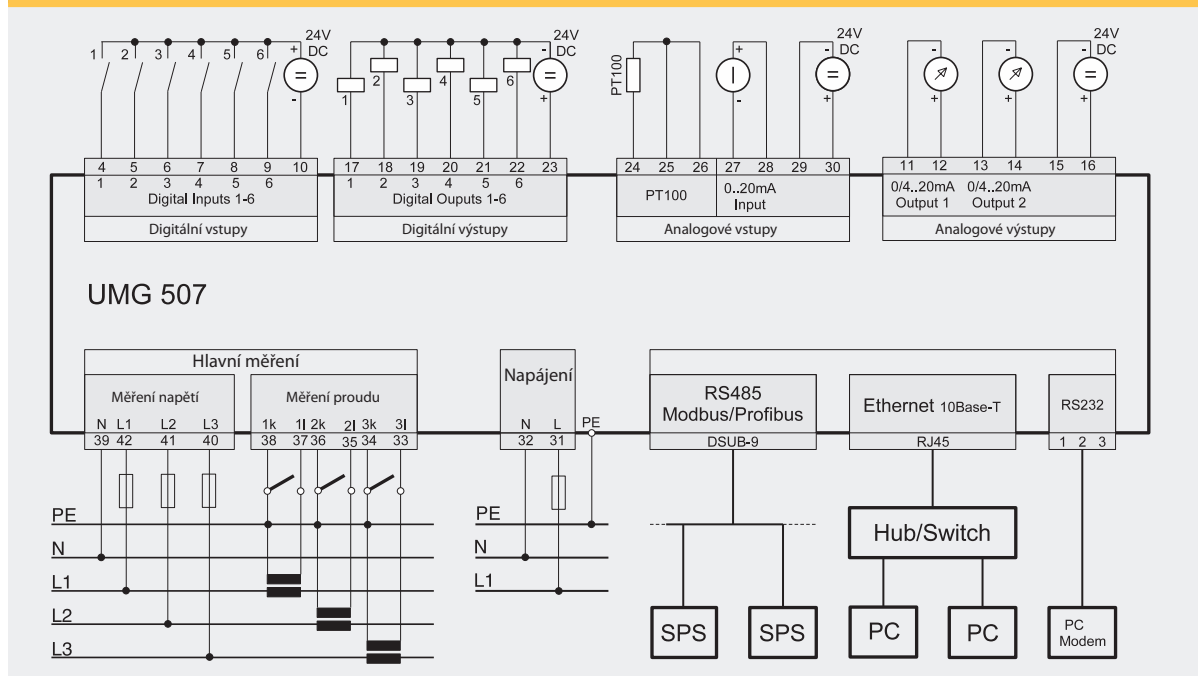 24V
DC
24V
DC
24V
DC
24V
DC
1 2 3 4 5 6 + -
1 2 3 4 5 6 - +
PT100 + - - +
- + - + - +
4 5 6 7 8 9 10
17 18 19 20 21 22 23
24 25 26 27 28 29 30
11 12 13 14 15 16
1 2 3 4 5 6
Digital Inputs 1-6
Digitální vstupy
1 2 3 4 5 6
Digital Ouputs 1-6
Digitální výstupy
PT100
0..20mA
Input
Analogové vstupy
0/4..20mA
Output 1
0/4..20mA
Output 2
Analogové výstupy
UMG 507
Hlavní měření
Měření napětí
N L1 L2 L3
39 42 41 40
Měření proudu
1k 1l 2k 2l 3k 3l
38 37 36 35 34 33
Napájení
N L PE
32 31
RS485
Modbus/Profibus
DSUB-9
Ethernet 10Base-T
RJ45
RS232
1 2 3
PE
N
L1
L2
L3
PE
N
L1
SPS
SPS
Hub/Switch
PC
PC
PC
Modem